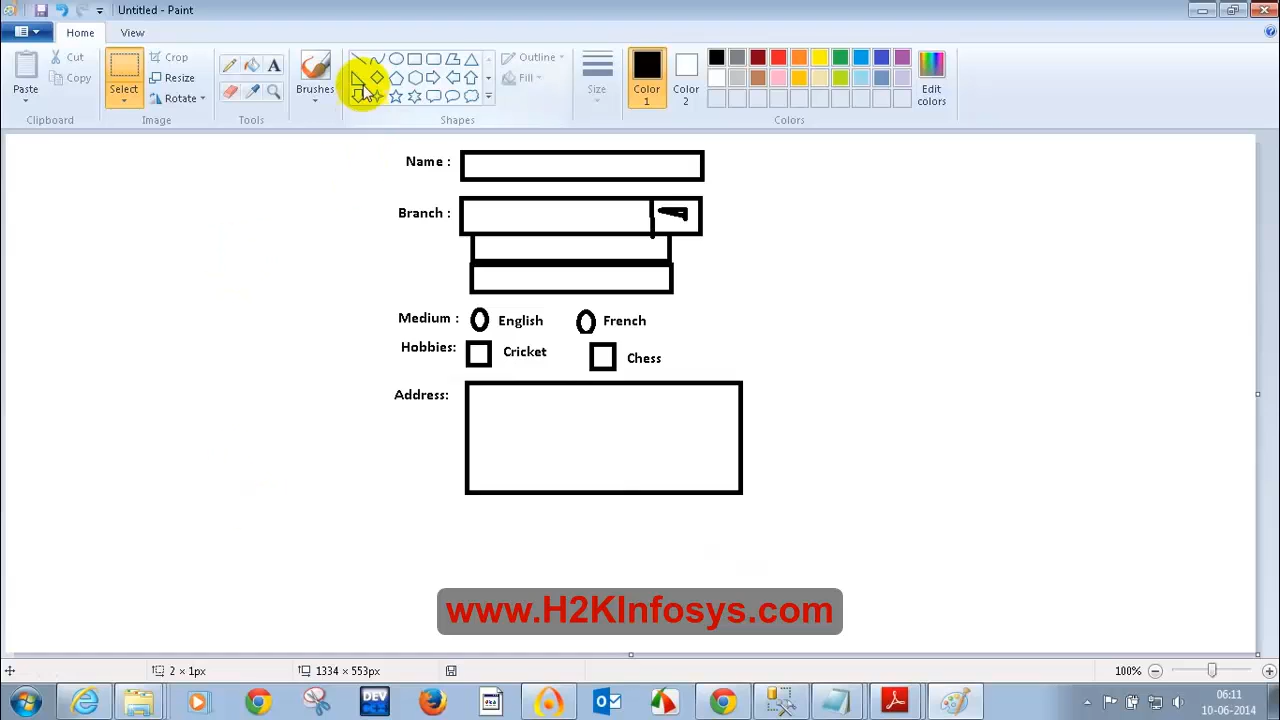 Untitled - Paint
Home
View
Paste
Cut
Copy
Clipboard
Select
Crop
Resize
Rotate
Image
A
Tools
Brushes
Shapes
Outline
Fill
Size
Color
1
Color
2
Edit
colors
Colors
Name :
Branch :
Medium :
English
French
Hobbies:
Cricket
Chess
Address:
www.H2KInfosys.com
2 × 1px
1334 × 553px
100%
DEV
06:11
10-06-2014